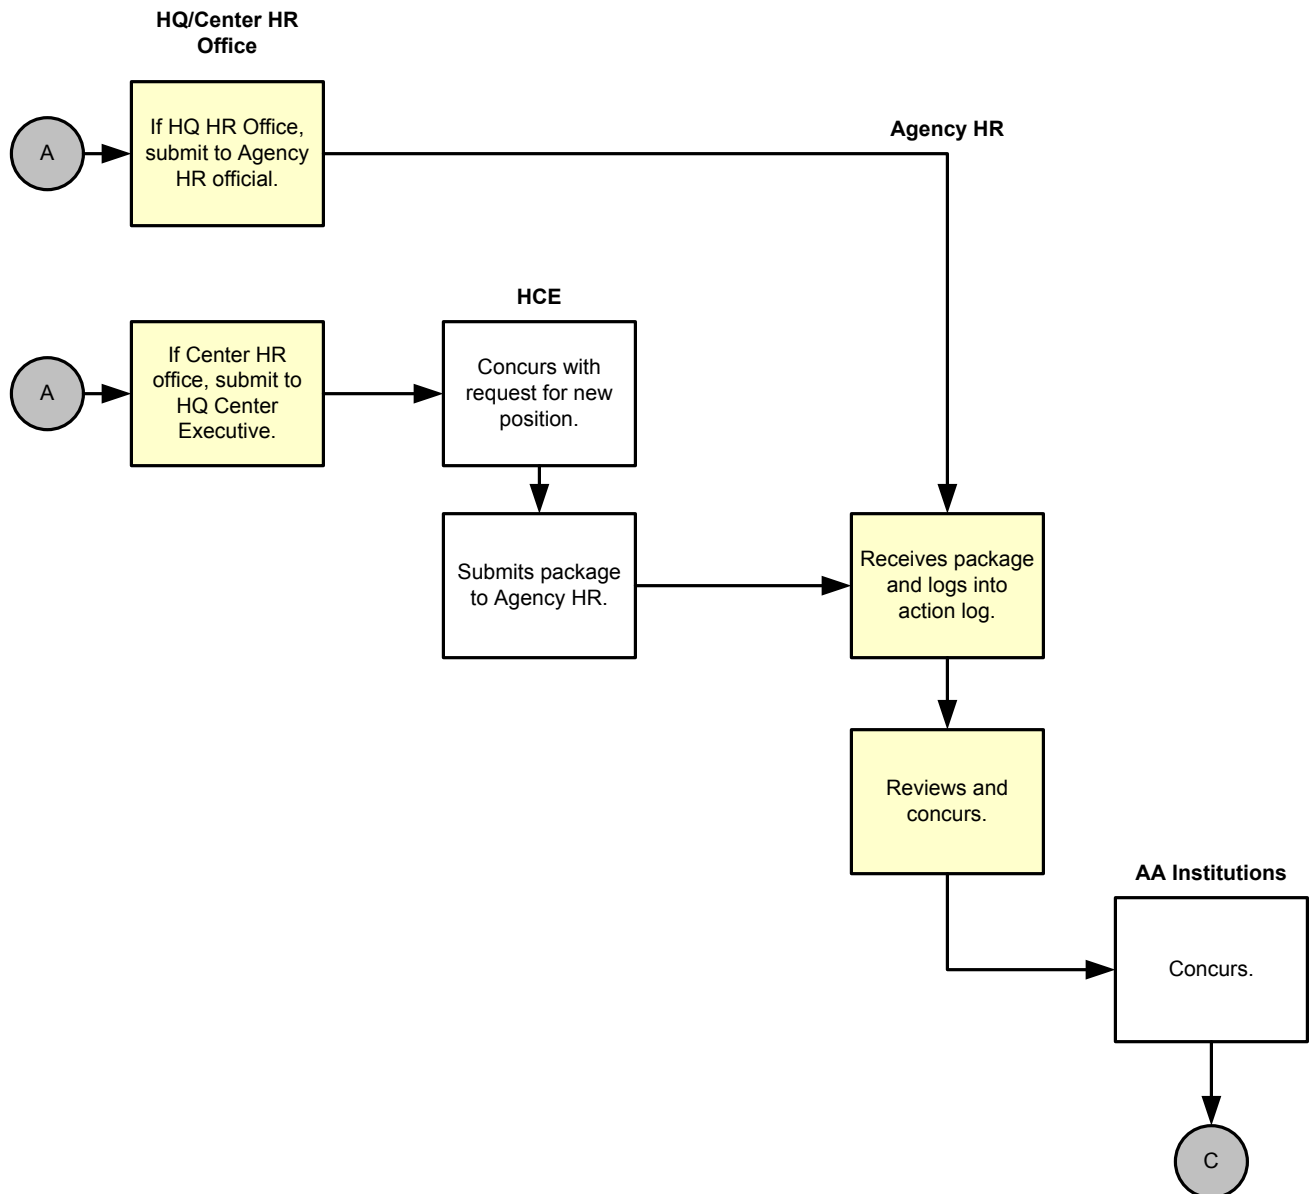 HQ/Center HR
Office
A
If HQ HR Office,
submit to Agency
HR official.
Agency HR
A
If Center HR
office, submit to
HQ Center
Executive.
HCE
Concurs with
request for new
position.
Submits package
to Agency HR.
Receives package
and logs into
action log.
Reviews and
concurs.
AA Institutions
Concurs.
C